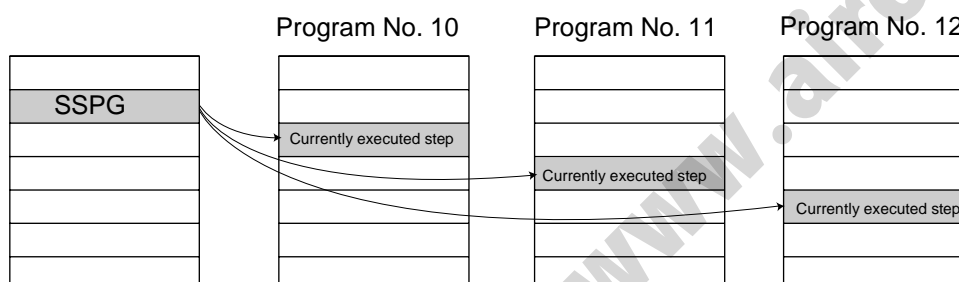 Program No. 10
Program No. 11
Program No. 12
SSPG
Currently executed step
Currently executed step
Currently executed step